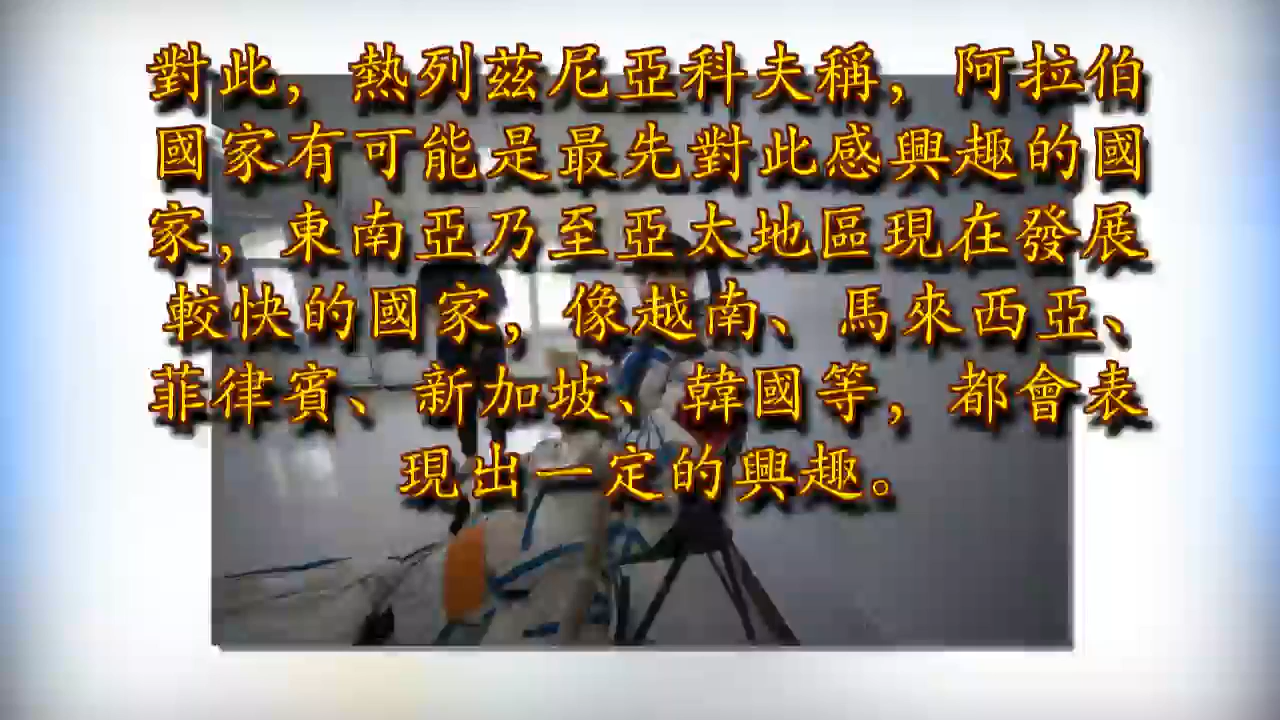 對此，熱列茲尼亞科夫稱，阿拉伯
國家有可能是最先對此感興趣的國
家，東南亞乃至亞太地區現在發展
較快的國家，像越南、馬來西亞、
菲律賓、新加坡、韓國等，都會表
現出一定的興趣。